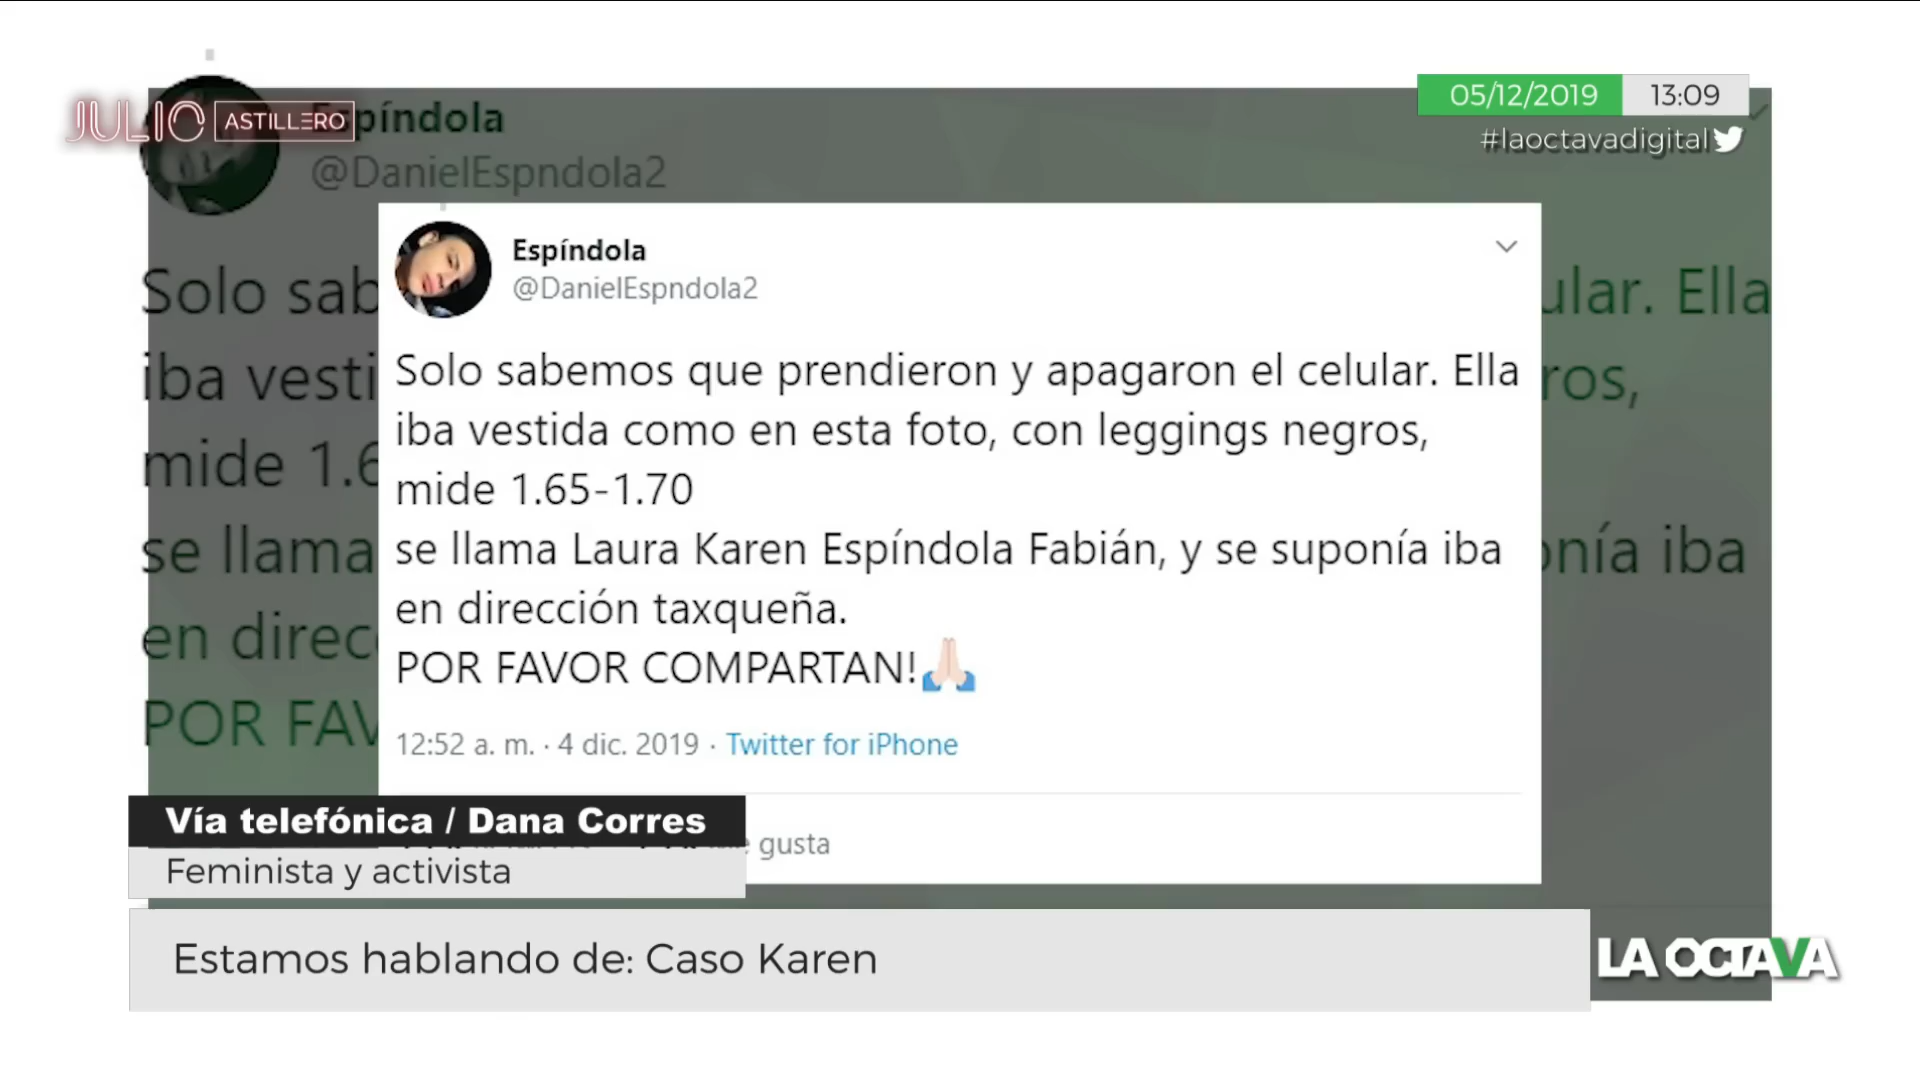 JULIO ASTILLERO
05/12/2019 13:09
#laoctavadigital
Espíndola
@DanielEspndola2
Espíndola
@DanielEspndola2
Solo sabemos que prendieron y apagaron el celular. Ella
iba vestida como en esta foto, con leggings negros,
mide 1.65-1.70
se llama Laura Karen Espíndola Fabián, y se suponía iba
en dirección taxqueña.
POR FAVOR COMPARTAN!🙏🏻
12:52 a. m. · 4 dic. 2019 · Twitter for iPhone
gusta
Vía telefónica / Dana Corres
Feminista y activista
Estamos hablando de: Caso Karen
LA OCTAVA